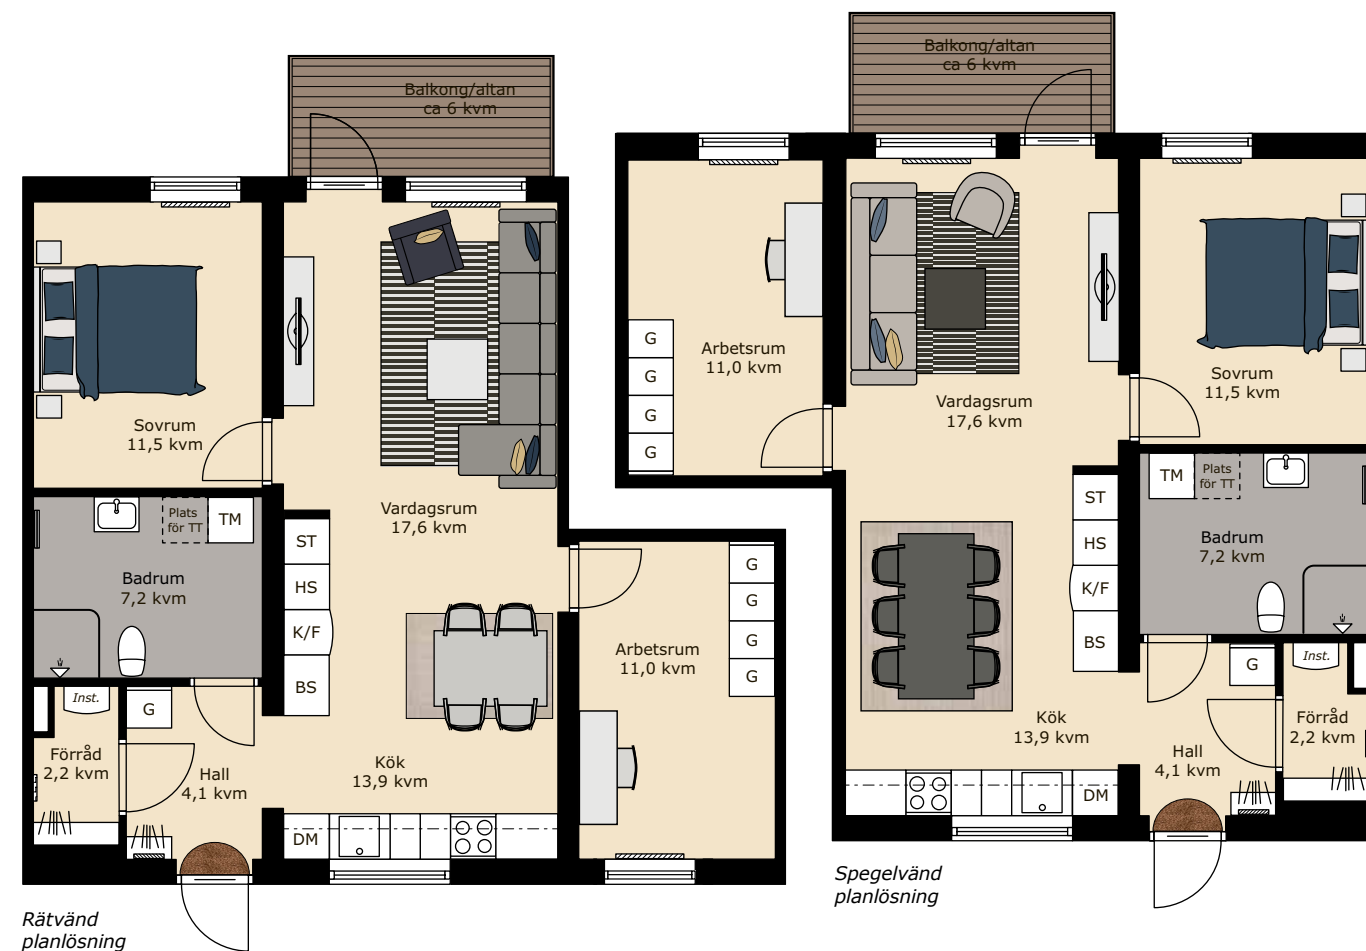 Balkong/altan
ca 6 kvm
Sovrum
11,5 kvm
Vardagsrum
17,6 kvm
Plats
för TT
TM
Badrum
7,2 kvm
ST
HS
K/F
BS
Inst.
G
Förråd
2,2 kvm
Hall
4,1 kvm
Kök
13,9 kvm
DM
Arbetsrum
11,0 kvm
G
G
G
G
Rätvänd
planlösning
Balkong/altan
ca 6 kvm
G
G
G
G
Arbetsrum
11,0 kvm
Vardagsrum
17,6 kvm
Sovrum
11,5 kvm
TM
Plats
för TT
Badrum
7,2 kvm
ST
HS
K/F
BS
G
Inst.
Förråd
2,2 kvm
Hall
4,1 kvm
Kök
13,9 kvm
DM
Spegelvänd
planlösning